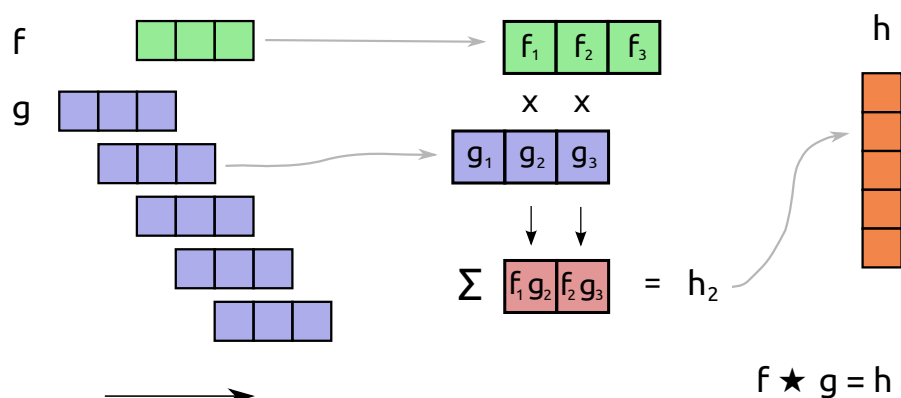 f f₁ f₂ f₃ h
g x x
g₁ g₂ g₃
Σ f₁g₂ f₂g₃ = h₂
f ★ g = h